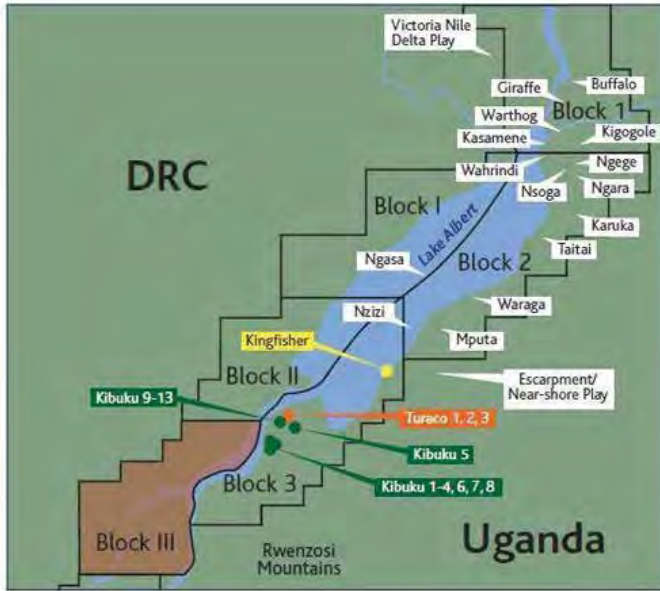 Victoria Nile
Delta Play
Giraffe
Buffalo
Block 1
Warthog
Kasamene
Kigogole
Wahrindi
Ngege
DRC
Nsoga
Ngara
Block I
Karuka
Lake Albert
Taitai
Ngasa
Block 2
Nzizi
Waraga
Kingfisher
Mputa
Block II
Escarpment/
Near-shore Play
Kibuku 9-13
Turaco 1, 2, 3
Kibuku 5
Block 3
Kibuku 1-4, 6, 7, 8
Block III
Rwenzosi
Mountains
Uganda